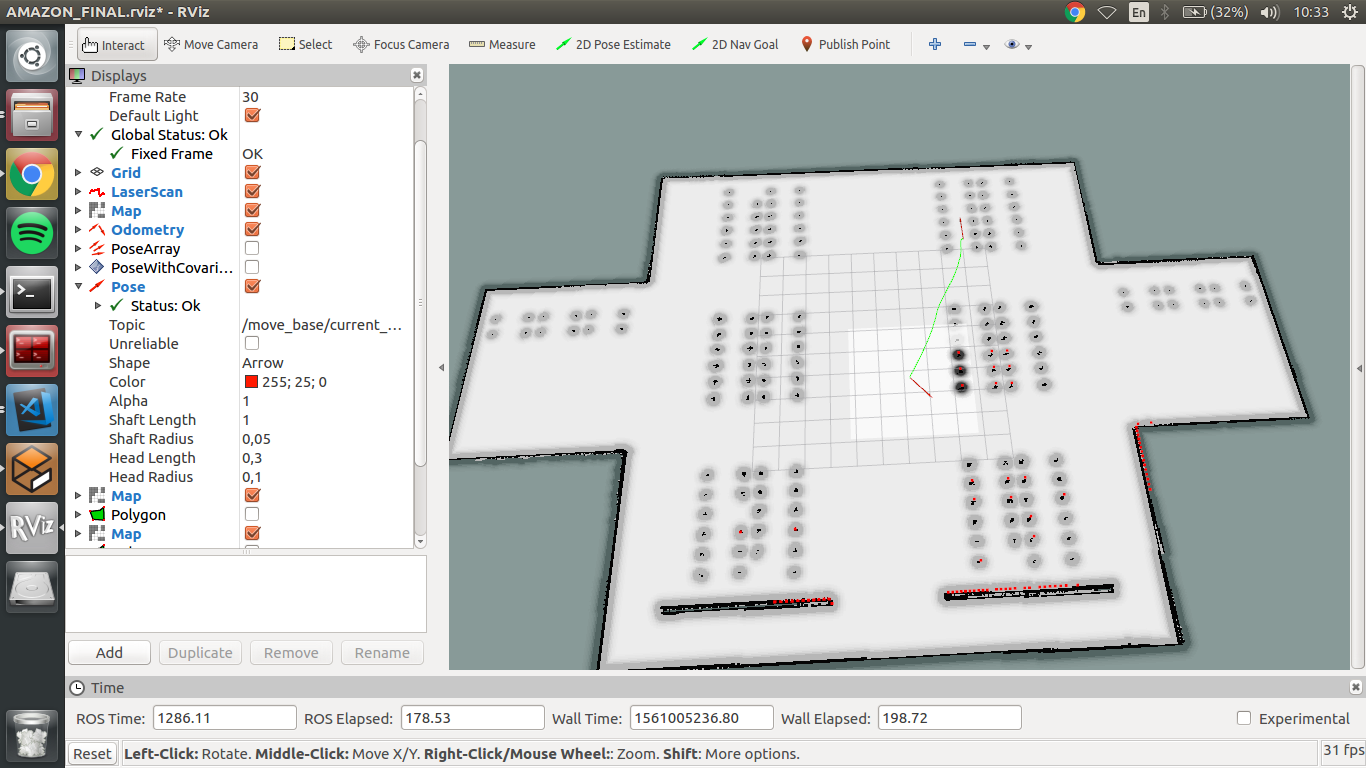 AMAZON_FINAL.rviz* - RViz
En
(32%)
10:33
Interact
Move Camera
Select
Focus Camera
Measure
2D Pose Estimate
2D Nav Goal
Publish Point
Displays
Frame Rate 30
Default Light
Global Status: Ok
Fixed Frame OK
Grid
LaserScan
Map
Odometry
PoseArray
PoseWithCovari...
Pose
Status: Ok
Topic /move_base/current_...
Unreliable
Shape Arrow
Color 255; 25; 0
Alpha 1
Shaft Length 1
Shaft Radius 0,05
Head Length 0,3
Head Radius 0,1
Map
Polygon
Map
Add Duplicate Remove Rename
RViz
Time
ROS Time: 1286.11 ROS Elapsed: 178.53 Wall Time: 1561005236.80 Wall Elapsed: 198.72 Experimental
Reset Left-Click: Rotate. Middle-Click: Move X/Y. Right-Click/Mouse Wheel:: Zoom. Shift: More options. 31 fps